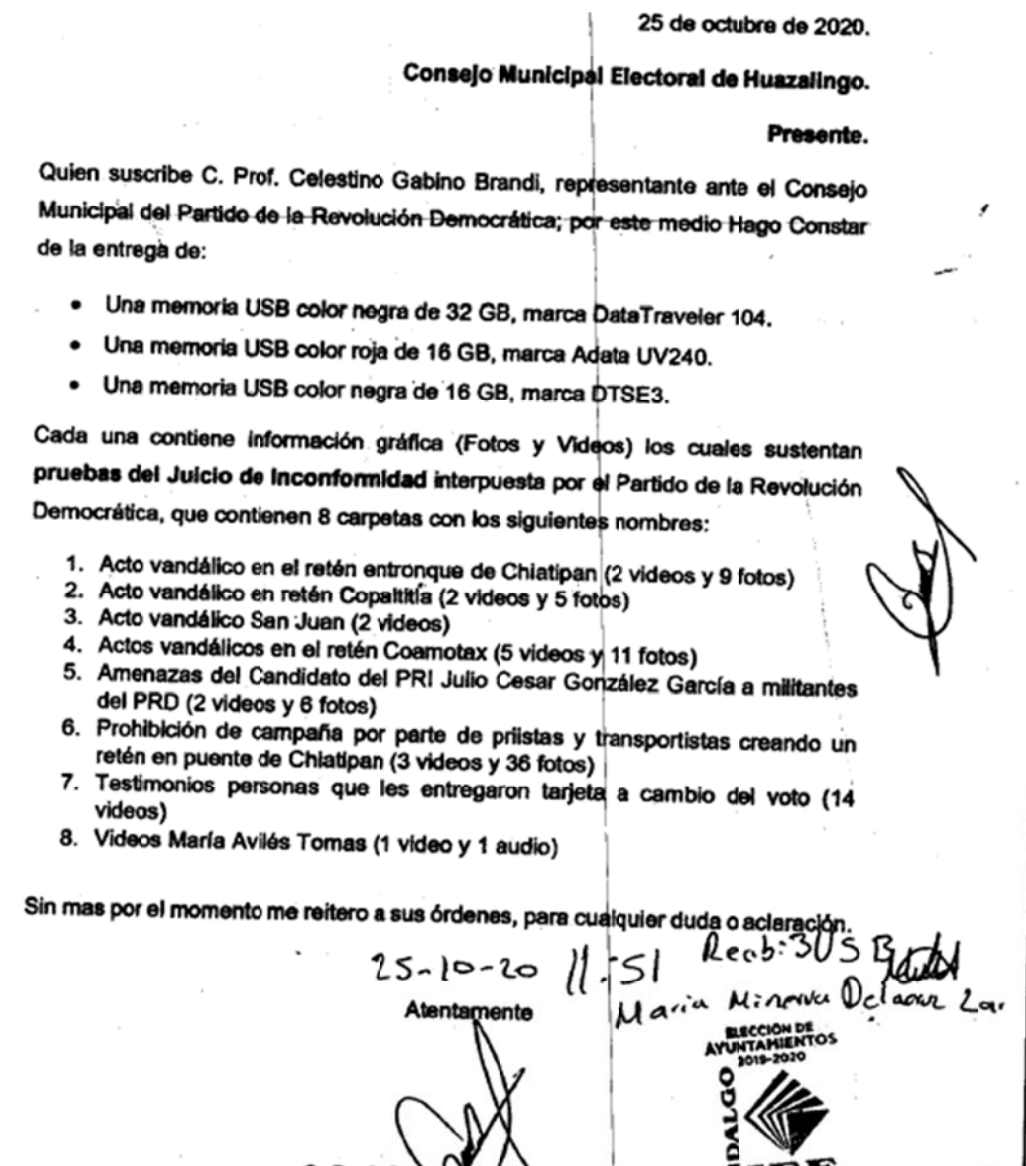 25 de octubre de 2020.
Consejo Municipal Electoral de Huazalingo.
Presente.
Quien suscribe C. Prof. Celestino Gabino Brandi, representante ante el Consejo
Municipal del Partido de la Revolución Democrática; por este medio Hago Constar
de la entrega de:
• Una memoria USB color negra de 32 GB, marca DataTraveler 104.
• Una memoria USB color roja de 16 GB, marca Adata UV240.
• Una memoria USB color negra de 16 GB, marca DTSE3.
Cada una contiene información gráfica (Fotos y Videos) los cuales sustentan
pruebas del Juicio de Inconformidad interpuesta por el Partido de la Revolución
Democrática, que contienen 8 carpetas con los siguientes nombres:
1. Acto vandálico en el retén entronque de Chiatipan (2 videos y 9 fotos)
2. Acto vandálico en retén Copaltitla (2 videos y 5 fotos)
3. Acto vandálico San Juan (2 videos)
4. Actos vandálicos en el retén Coamotax (5 videos y 11 fotos)
5. Amenazas del Candidato del PRI Julio Cesar González García a militantes
del PRD (2 videos y 6 fotos)
6. Prohibición de campaña por parte de priistas y transportistas creando un
retén en puente de Chiatipan (3 videos y 36 fotos)
7. Testimonios personas que les entregaron tarjeta a cambio del voto (14
videos)
8. Videos María Avilés Tomas (1 video y 1 audio)
Sin mas por el momento me reitero a sus órdenes, para cualquier duda o aclaración.
25-10-20 11:51 Recb: 3 USB
Atentamente
Maria Minerva
ELECCIÓN DE
AYUNTAMIENTOS
2019-2020